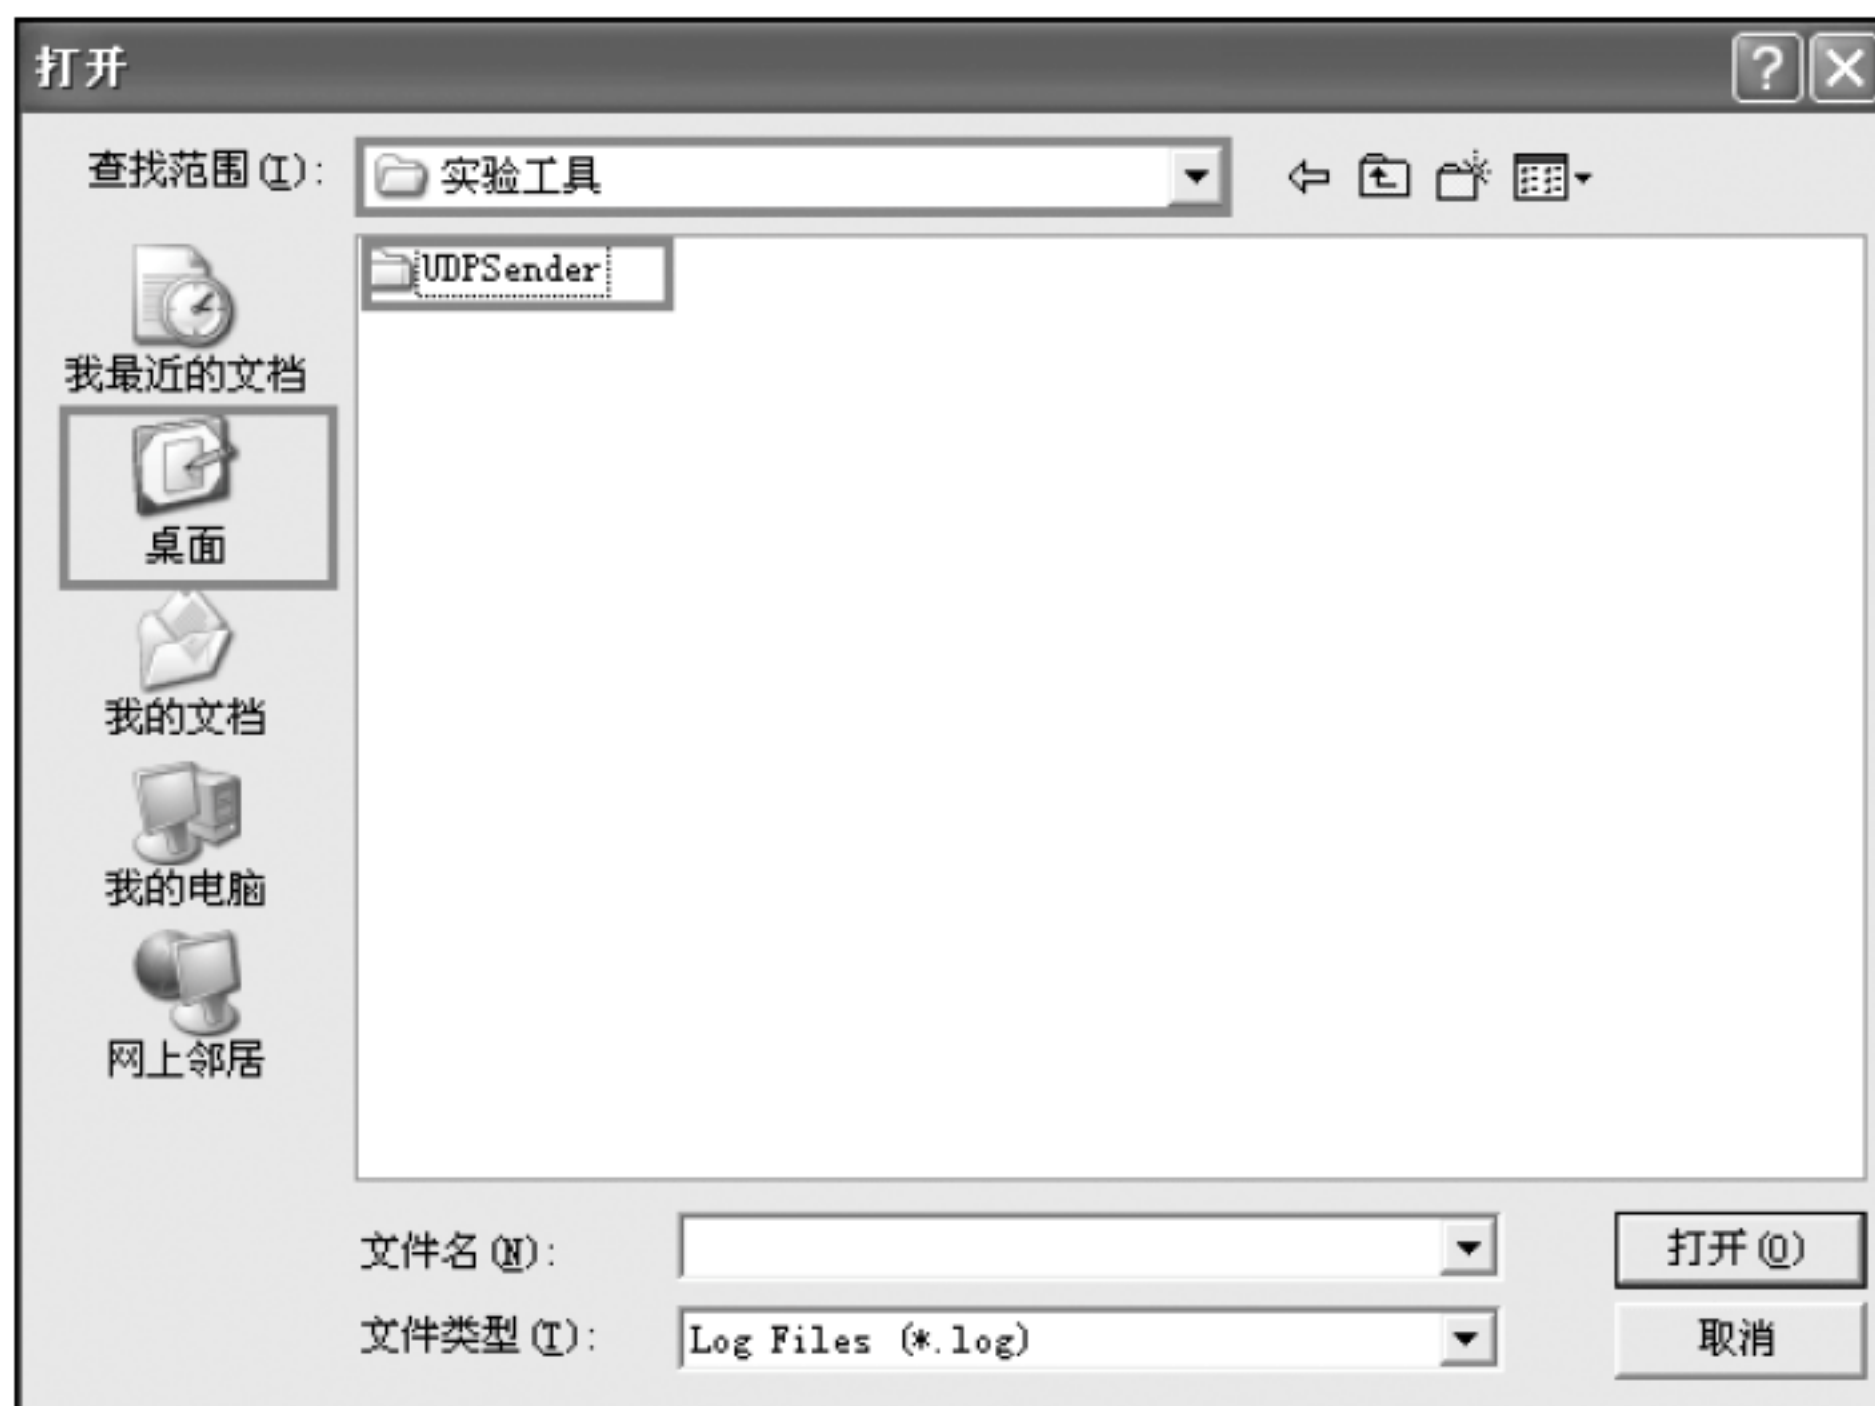 打开
查找范围(I):
实验工具
UDPSender
我最近的文档
桌面
我的文档
我的电脑
网上邻居
文件名(N):
打开(O)
文件类型(T):
Log Files (*.log)
取消